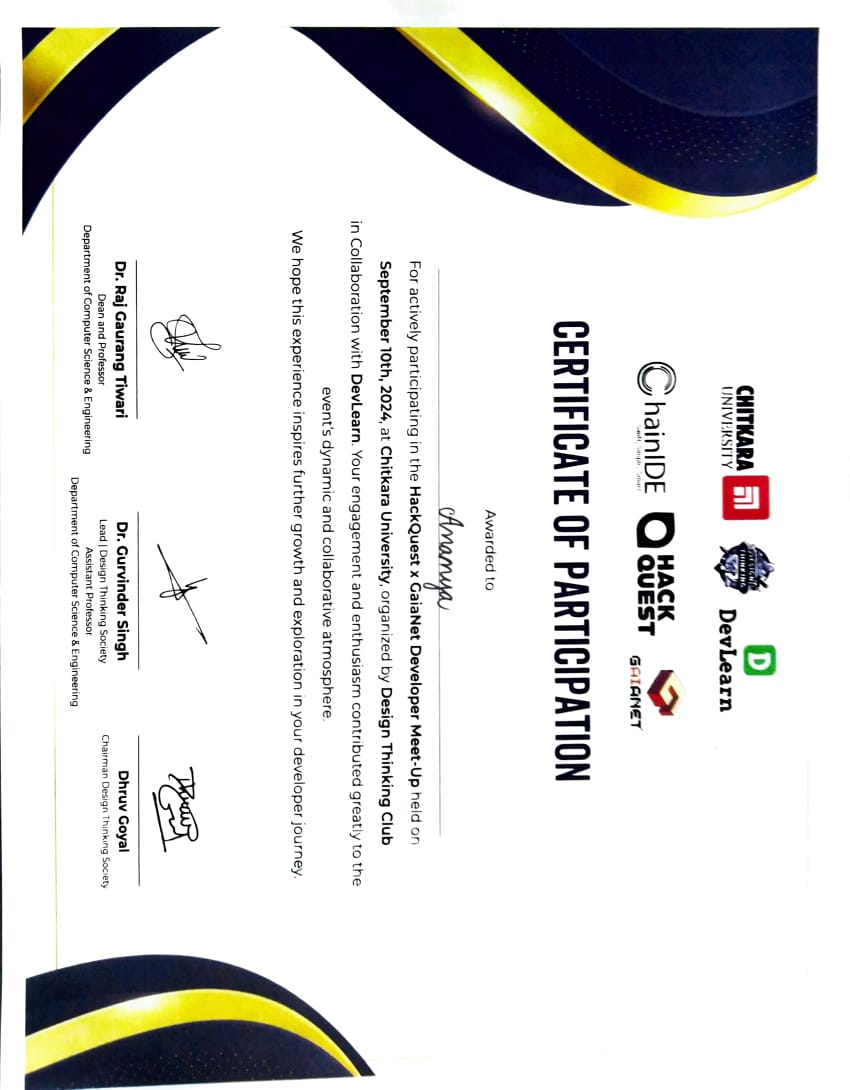 CHITKARA
UNIVERSITY
DevLearn
ChainIDE
HACK
QUEST
GAIANET
CERTIFICATE OF PARTICIPATION
Awarded to
Ananya
For actively participating in the HackQuest x GaiaNet Developer Meet-Up held on
September 10th, 2024, at Chitkara University, organized by Design Thinking Club
in Collaboration with DevLearn. Your engagement and enthusiasm contributed greatly to the
event's dynamic and collaborative atmosphere.
We hope this experience inspires further growth and exploration in your developer journey.
Dr. Raj Gaurang Tiwari
Dean and Professor
Department of Computer Science & Engineering
Dr. Gurvinder Singh
Lead | Design Thinking Society
Assistant Professor
Department of Computer Science & Engineering
Dhruv Goyal
Chairman Design Thinking Society